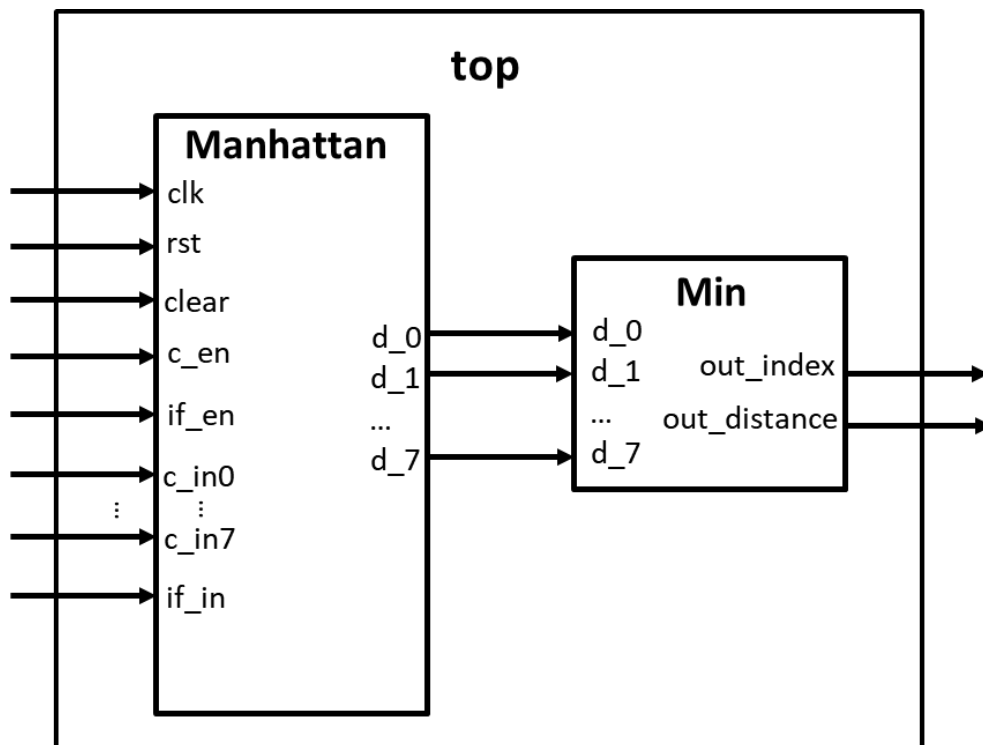 top
Manhattan
clk
rst
clear
c_en
if_en
c_in0
...
...
c_in7
if_in
d_0
d_1
...
d_7
Min
d_0
d_1
...
d_7
out_index
out_distance